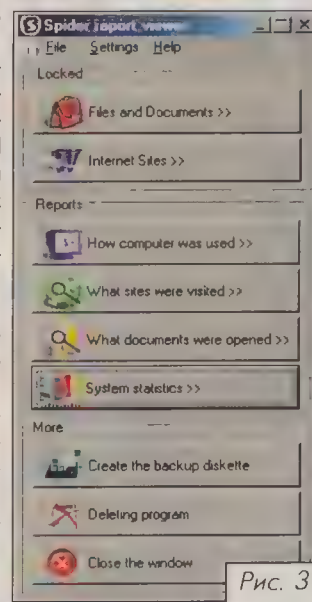 Spider report viewer
File Settings Help
Locked
Files and Documents >>
Internet Sites >>
Reports
How computer was used >>
What sites were visited >>
What documents were opened >>
System statistics >>
More
Create the backup diskette
Deleting program
Close the window
Рис. 3